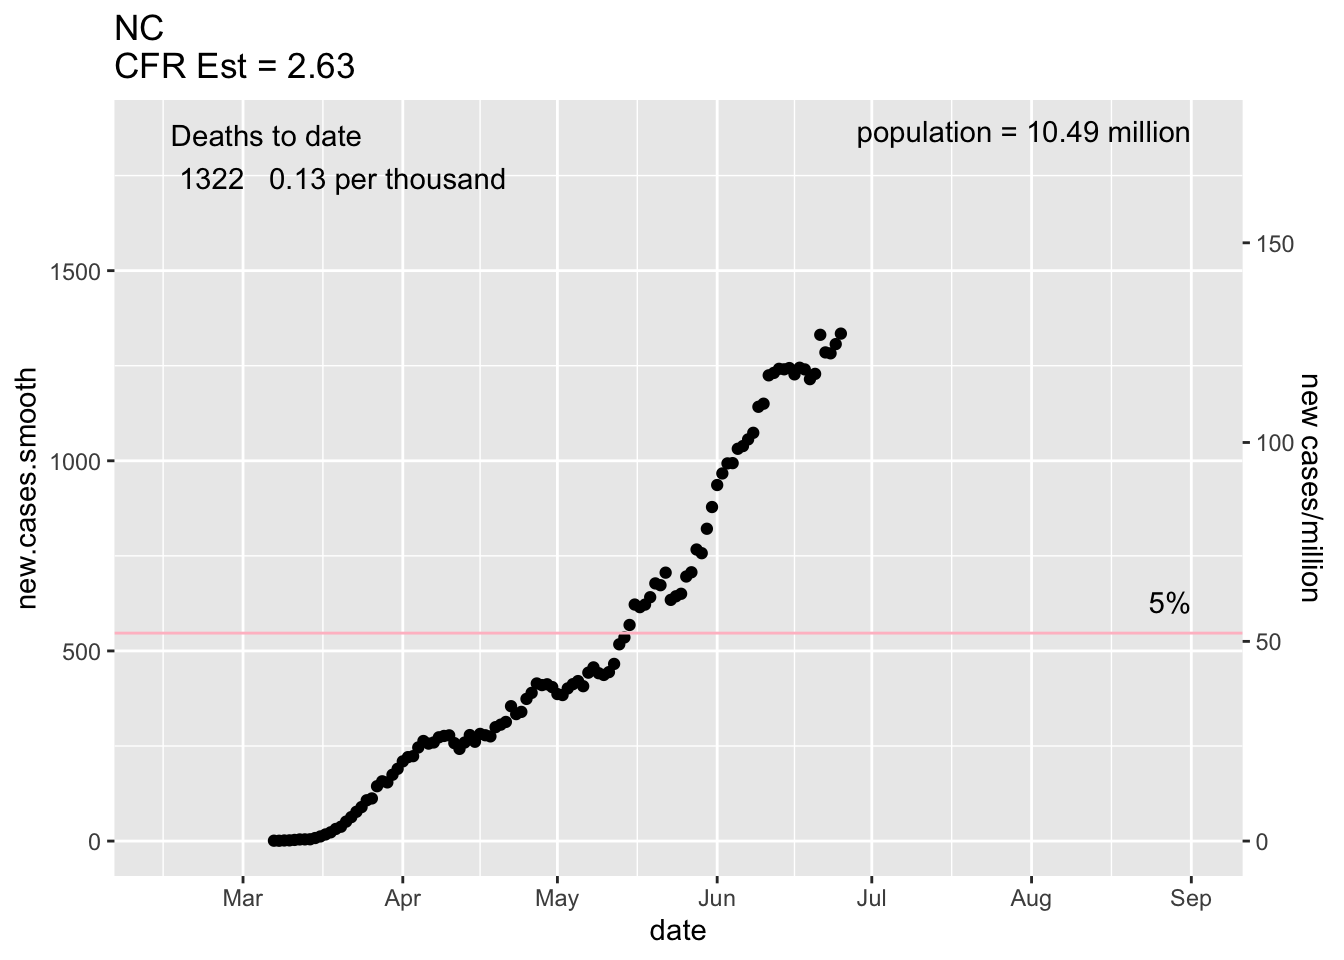 NC
CFR Est = 2.63
Deaths to date
1322 0.13 per thousand
population = 10.49 million
1500
1000
500
0
new.cases.smooth
150
100
50
0
new cases/million
5%
Mar Apr May Jun Jul Aug Sep
date